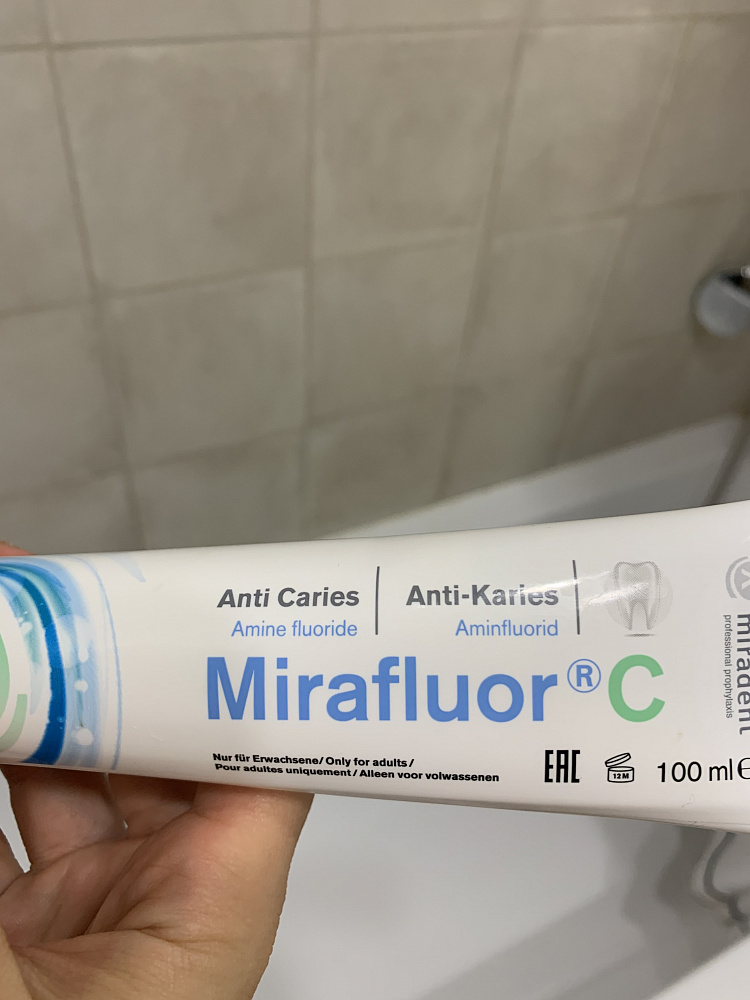 Anti Caries
Amine fluoride
Anti-Karies
Aminfluorid
Mirafluor® C
miradent
professional prophylaxis
Nur für Erwachsene/Only for adults/
Pour adultes uniquement/Alleen voor volwassenen
EAC
12 M
100 ml e